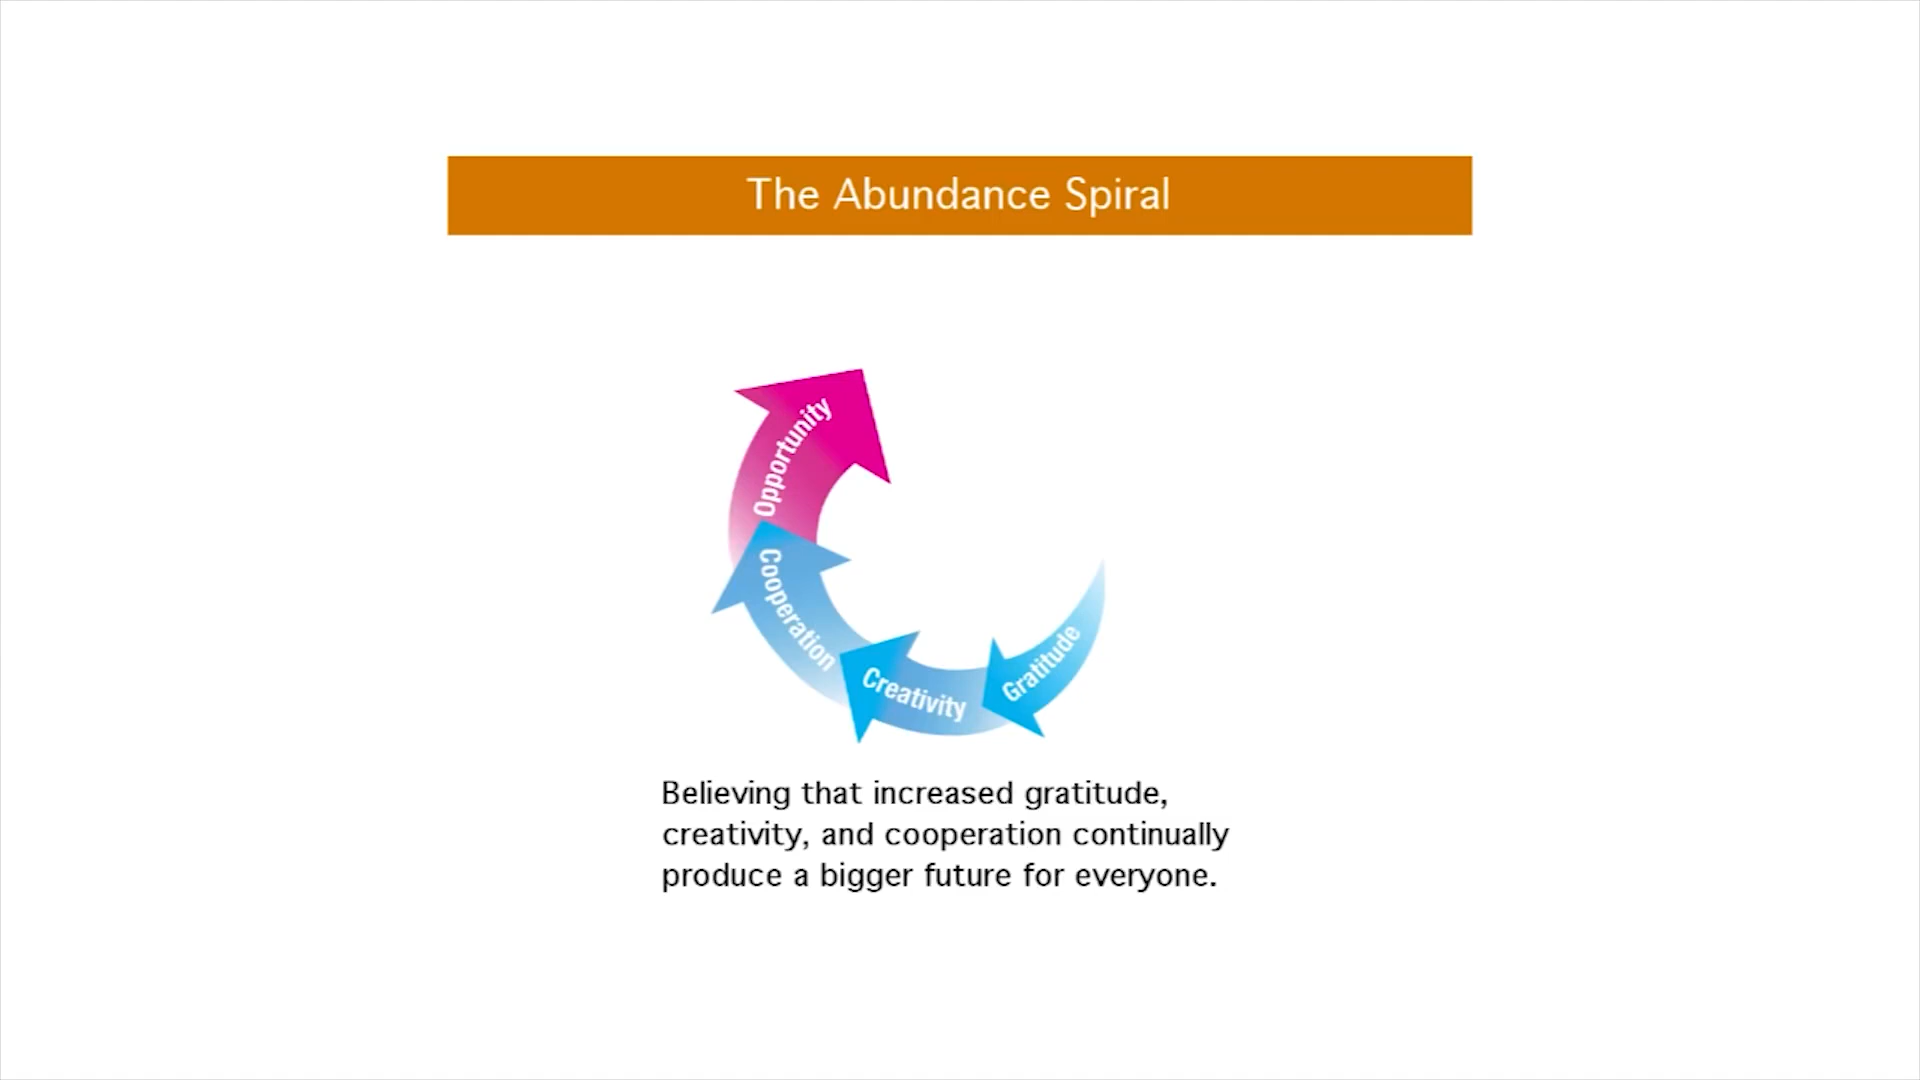 The Abundance Spiral
Opportunity
Cooperation
Creativity
Gratitude
Believing that increased gratitude,
creativity, and cooperation continually
produce a bigger future for everyone.